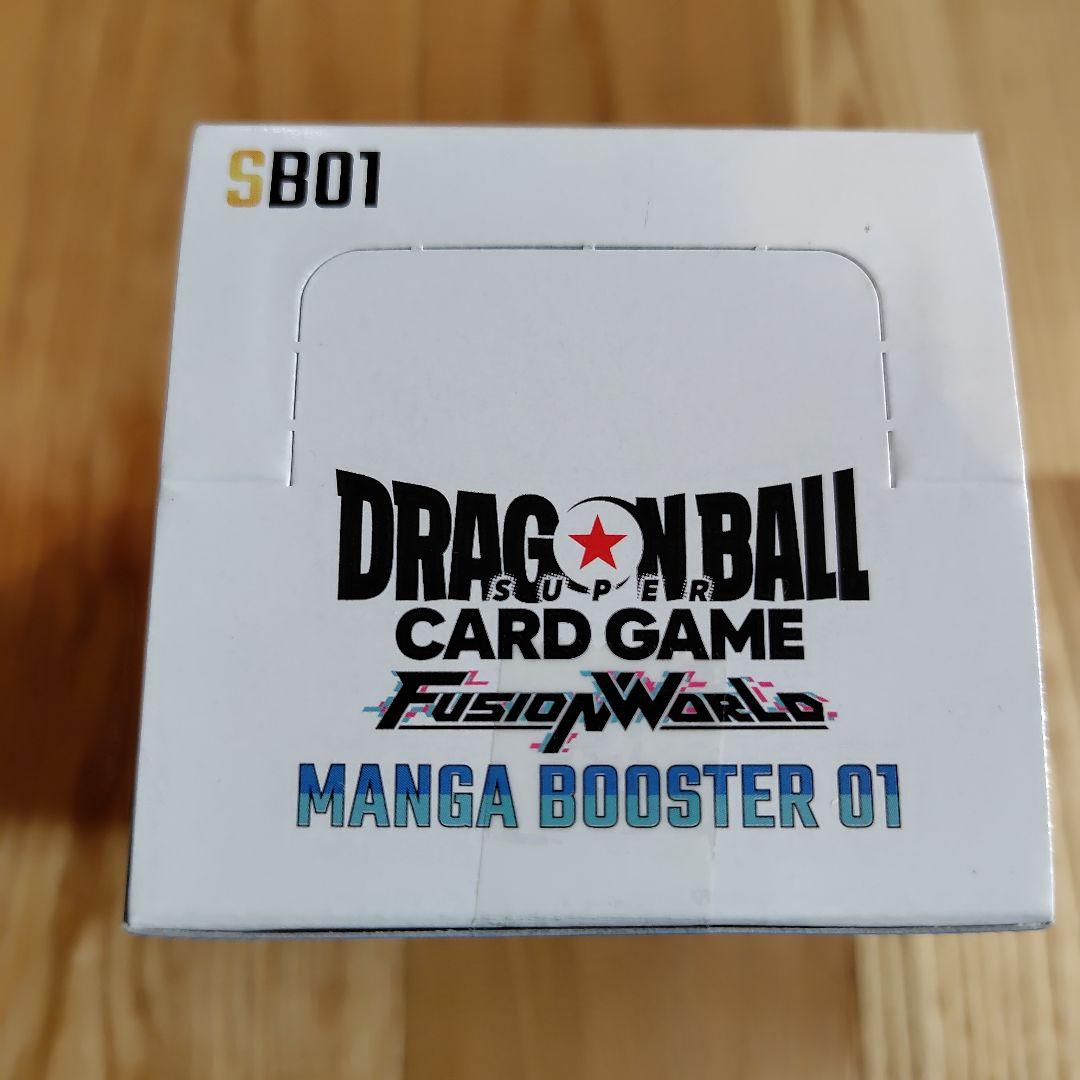 SB01
DRAGON BALL
SUPER
CARD GAME
FUSION WORLD
MANGA BOOSTER 01